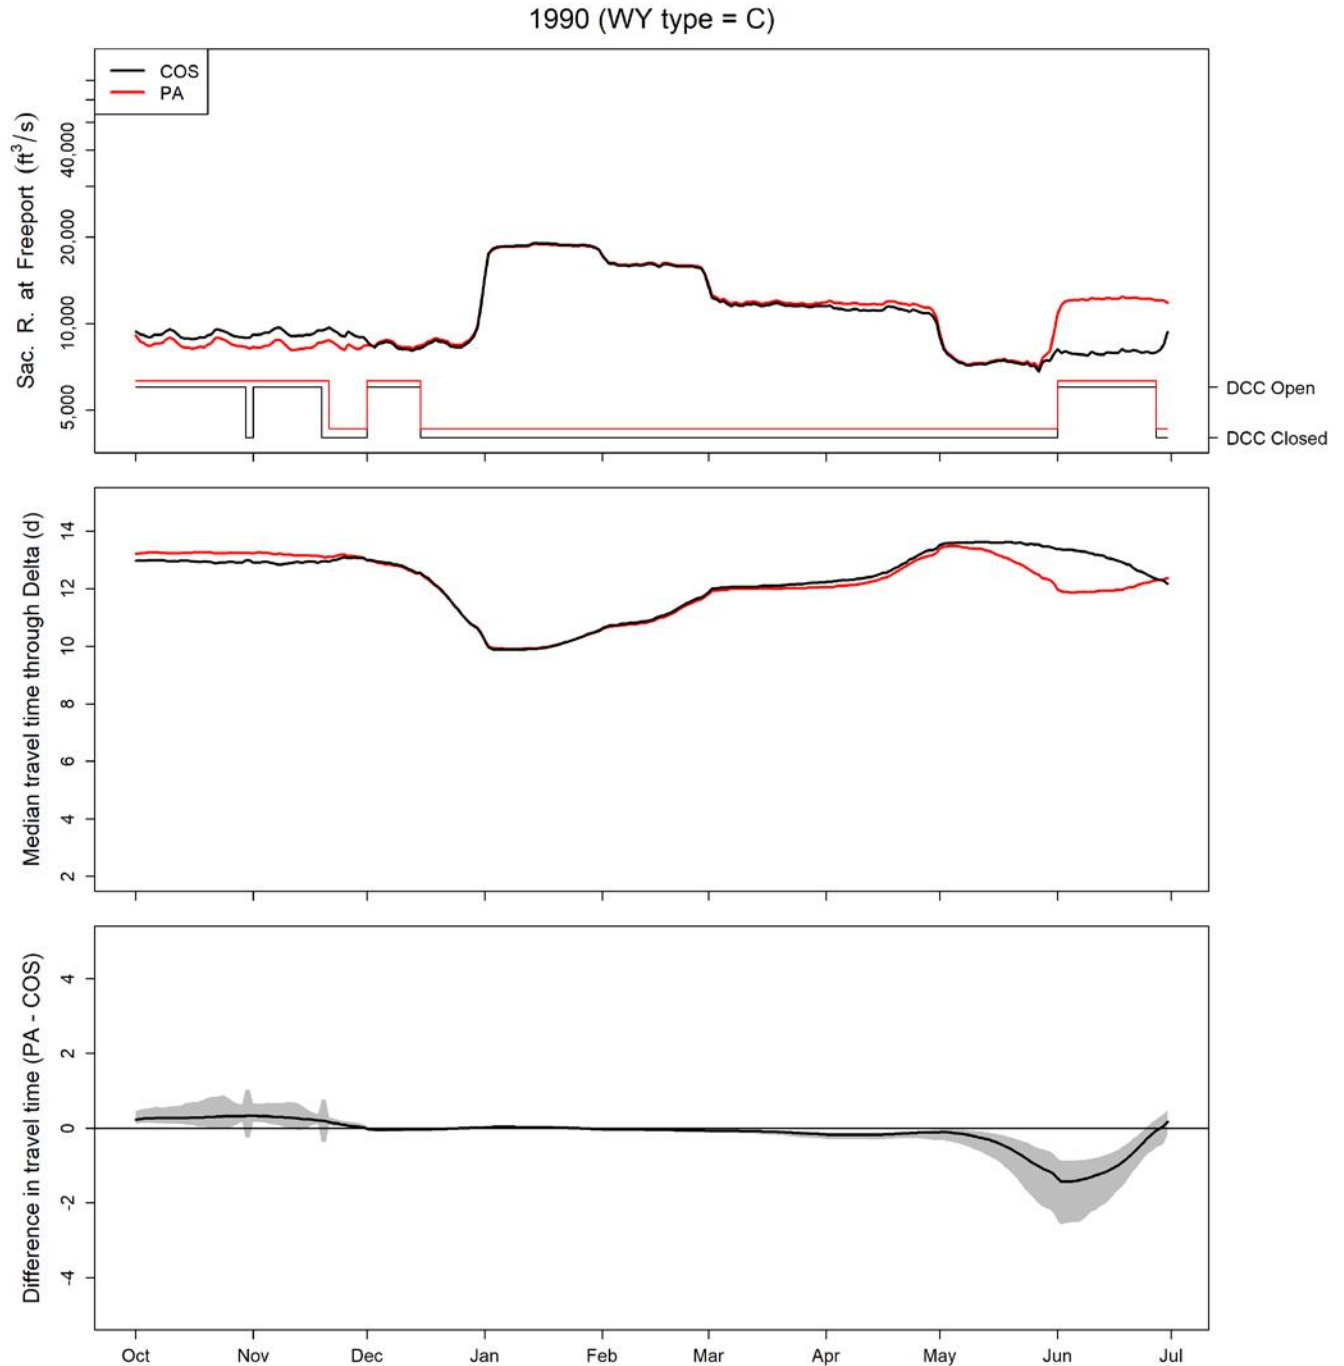 1990 (WY type = C)
COS
PA
Sac. R. at Freeport (ft³/s)
40,000
20,000
10,000
5,000
DCC Open
DCC Closed
Median travel time through Delta (d)
14
12
10
8
6
4
2
Difference in travel time (PA - COS)
4
2
0
-2
-4
Oct Nov Dec Jan Feb Mar Apr May Jun Jul